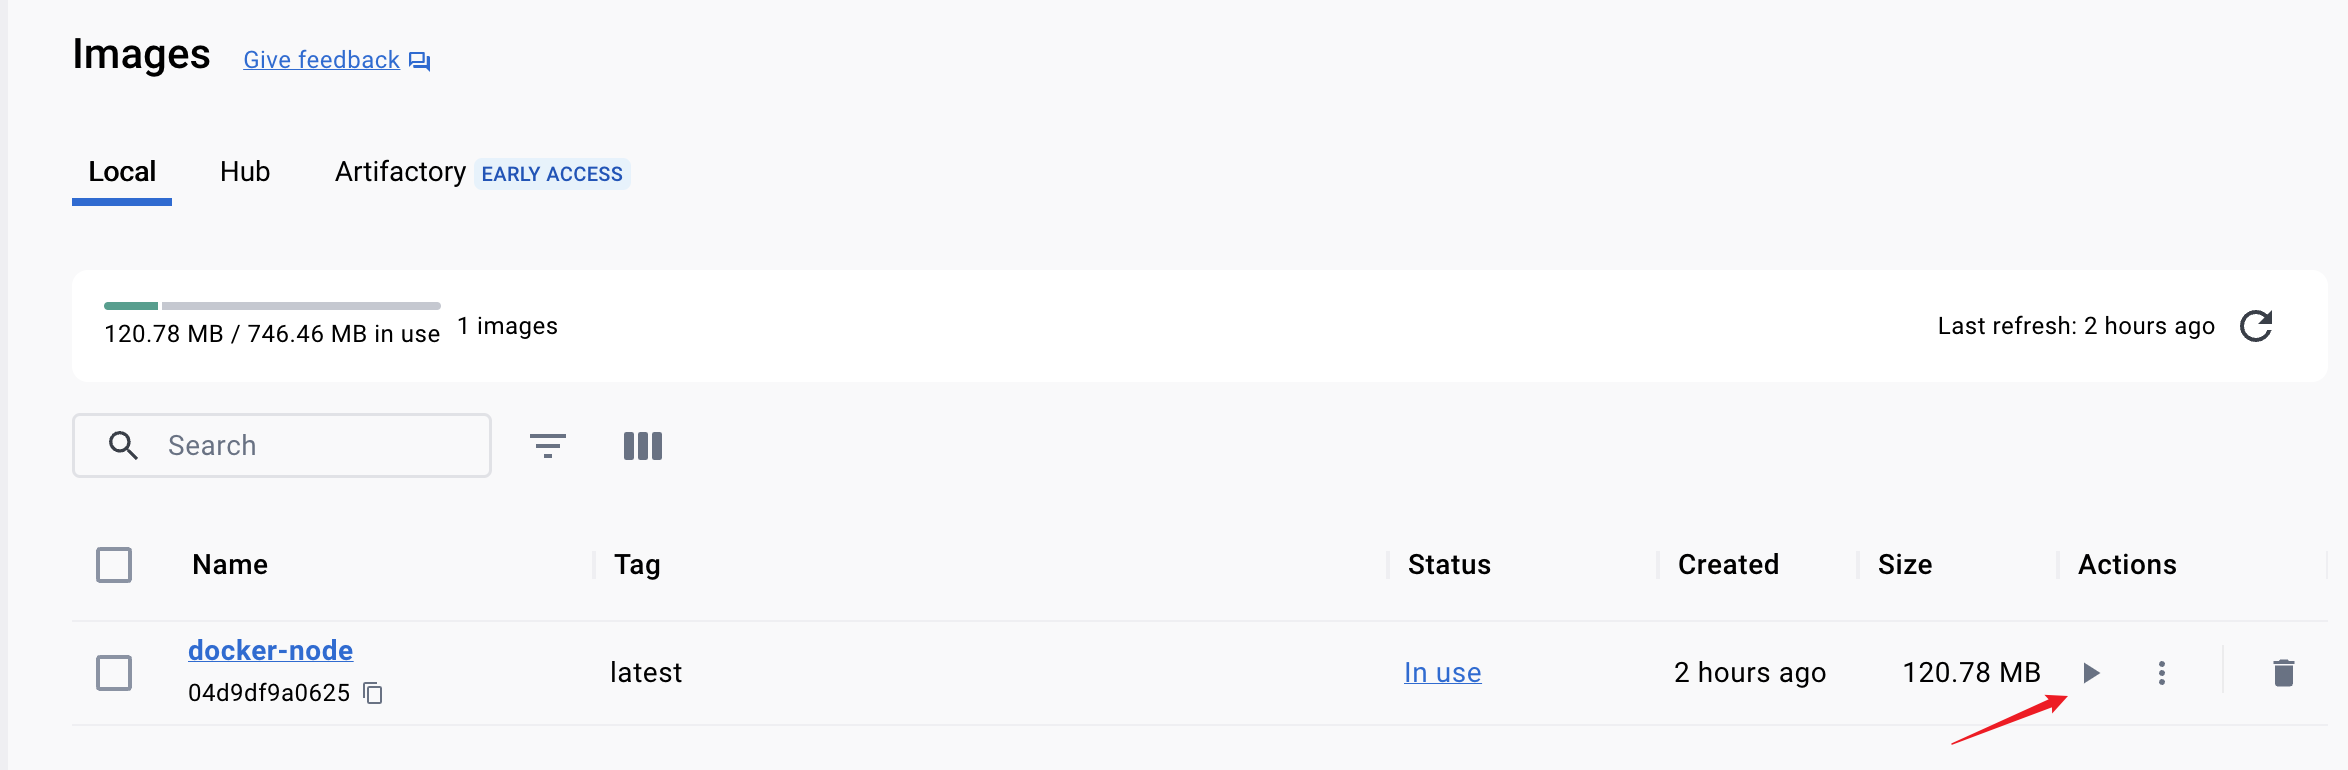 Images Give feedback
Local Hub Artifactory EARLY ACCESS
120.78 MB / 746.46 MB in use 1 images Last refresh: 2 hours ago
Search
Name Tag Status Created Size Actions
docker-node
latest In use 2 hours ago 120.78 MB
04d9df9a0625